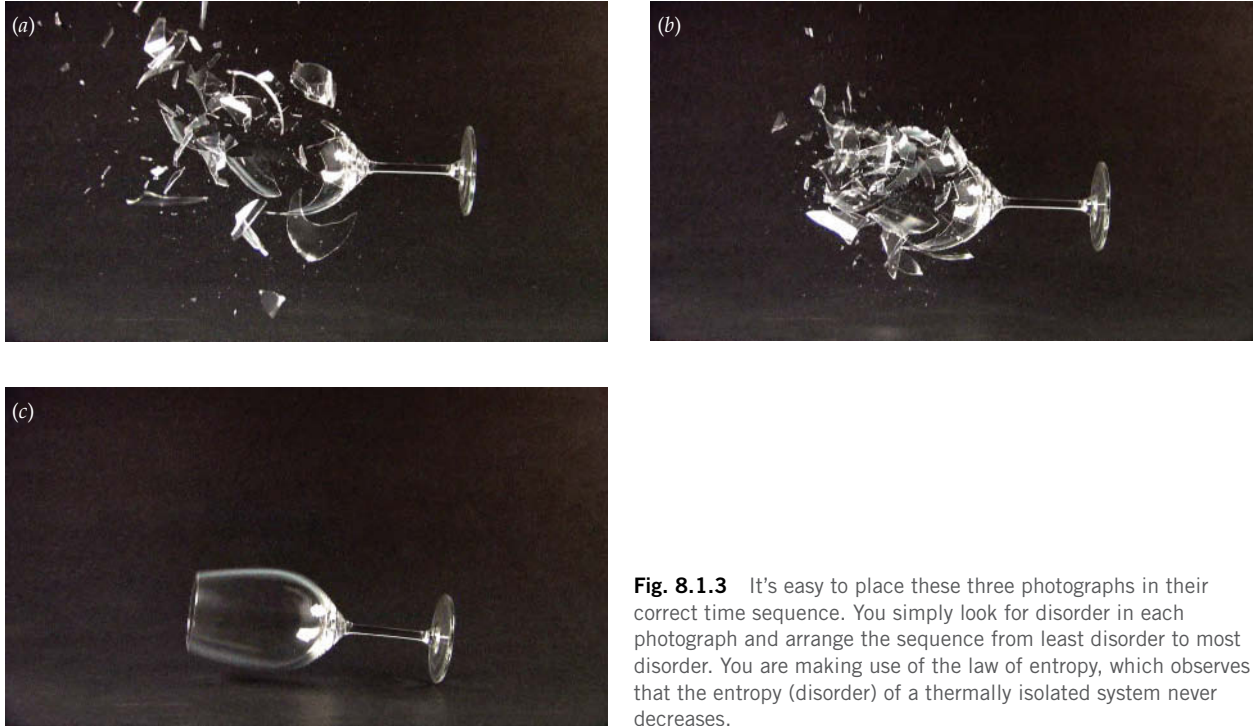 (a)
(b)
(c)
Fig. 8.1.3 It's easy to place these three photographs in their
correct time sequence. You simply look for disorder in each
photograph and arrange the sequence from least disorder to most
disorder. You are making use of the law of entropy, which observes
that the entropy (disorder) of a thermally isolated system never
decreases.